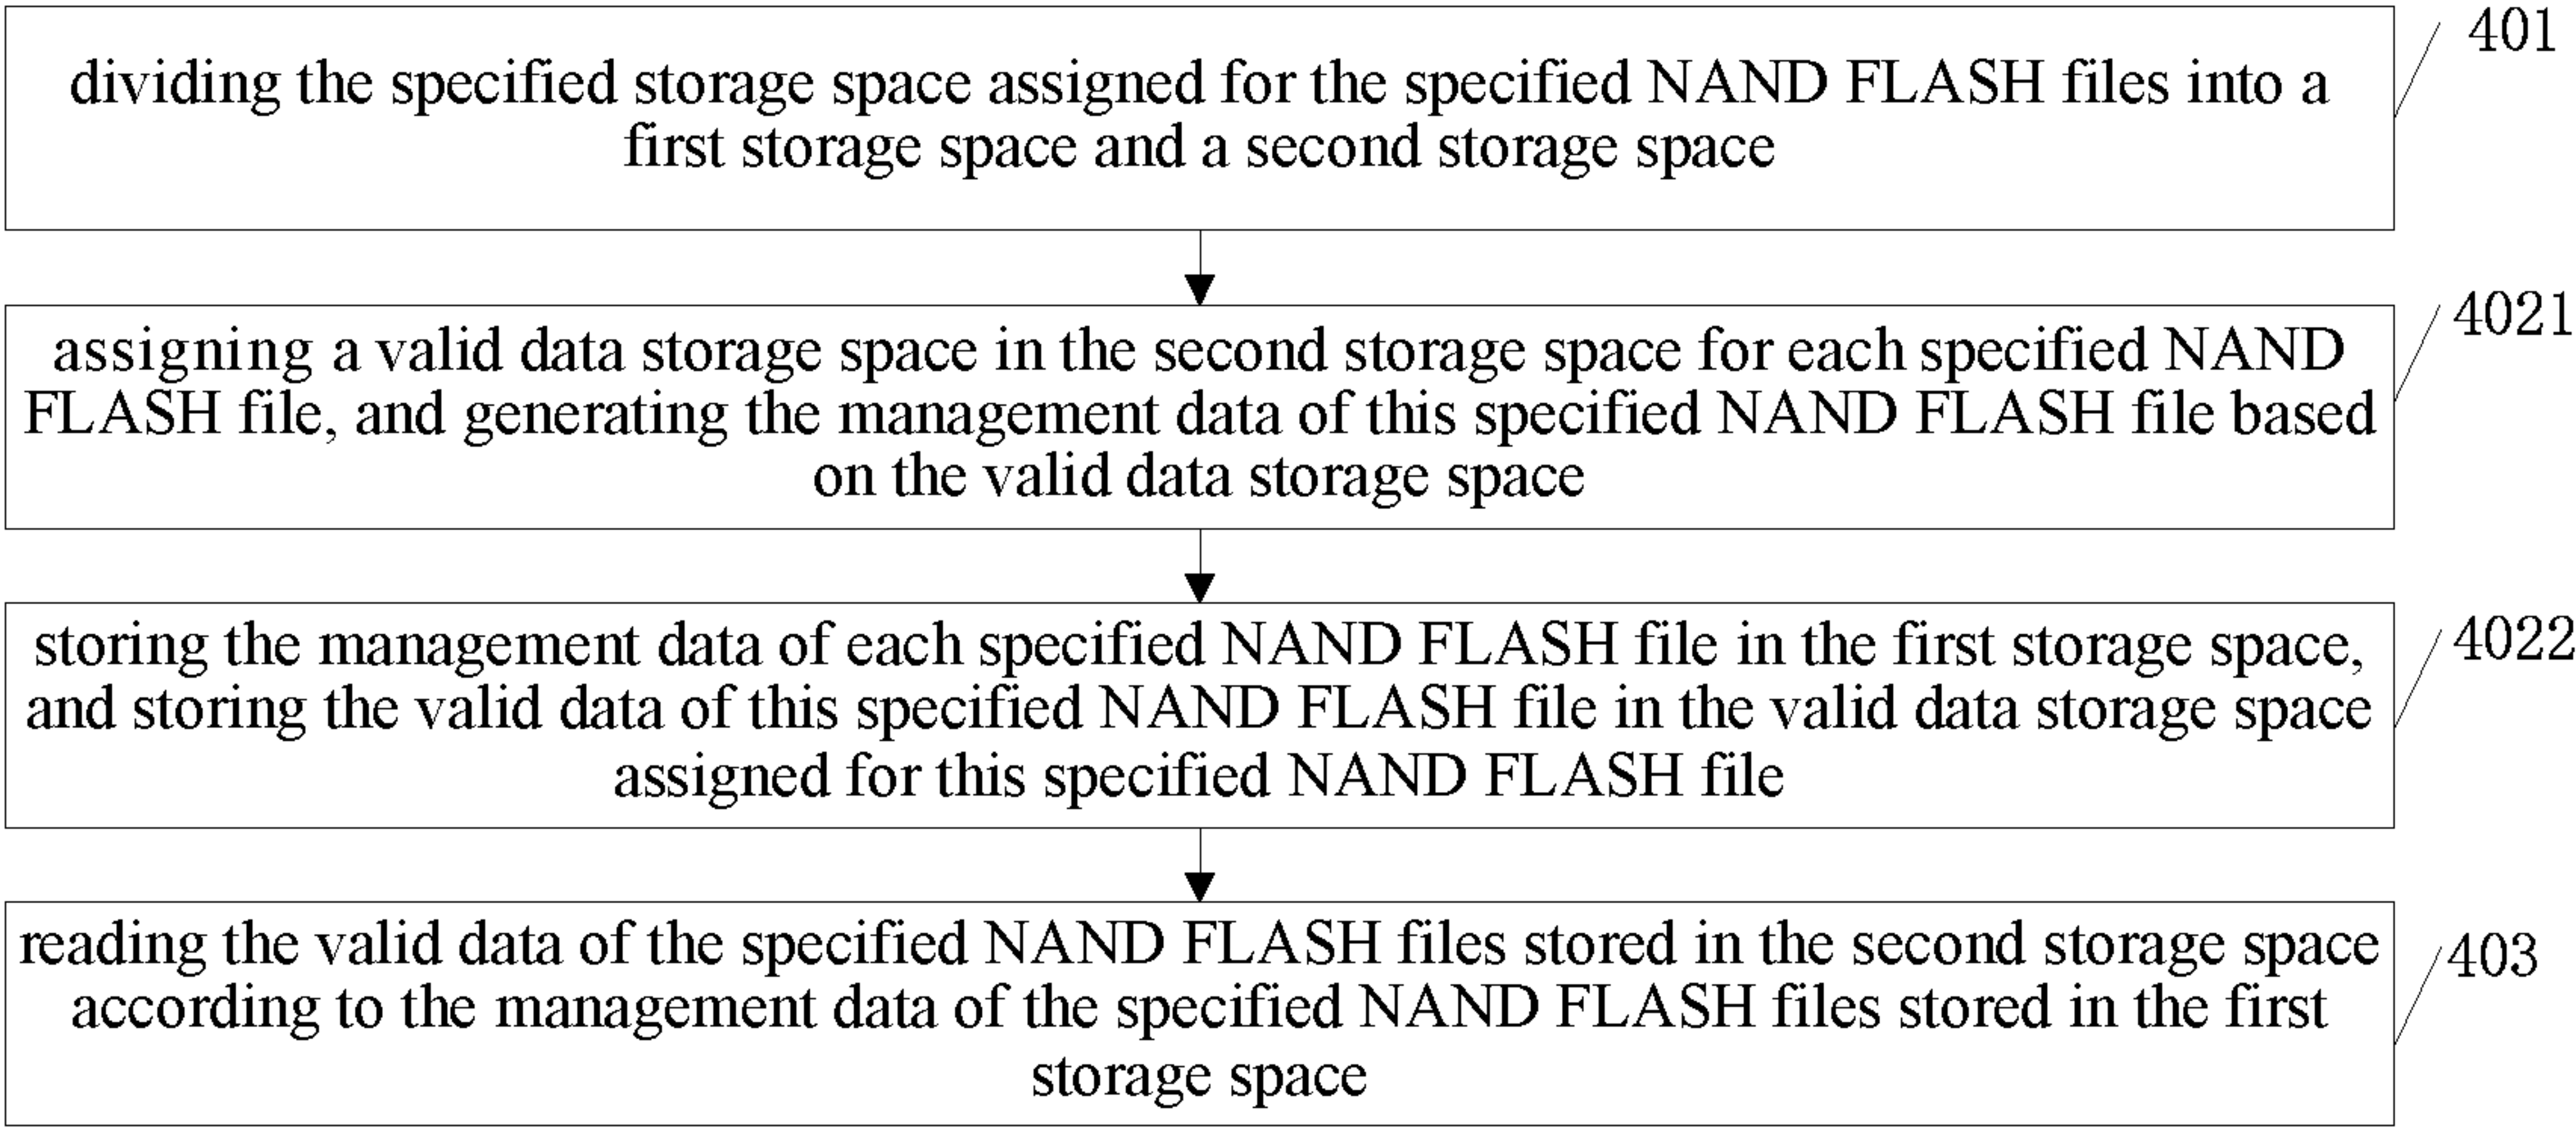 dividing the specified storage space assigned for the specified NAND FLASH files into a
first storage space and a second storage space
401
assigning a valid data storage space in the second storage space for each specified NAND
FLASH file, and generating the management data of this specified NAND FLASH file based
on the valid data storage space
4021
storing the management data of each specified NAND FLASH file in the first storage space,
and storing the valid data of this specified NAND FLASH file in the valid data storage space
assigned for this specified NAND FLASH file
4022
reading the valid data of the specified NAND FLASH files stored in the second storage space
according to the management data of the specified NAND FLASH files stored in the first
storage space
403